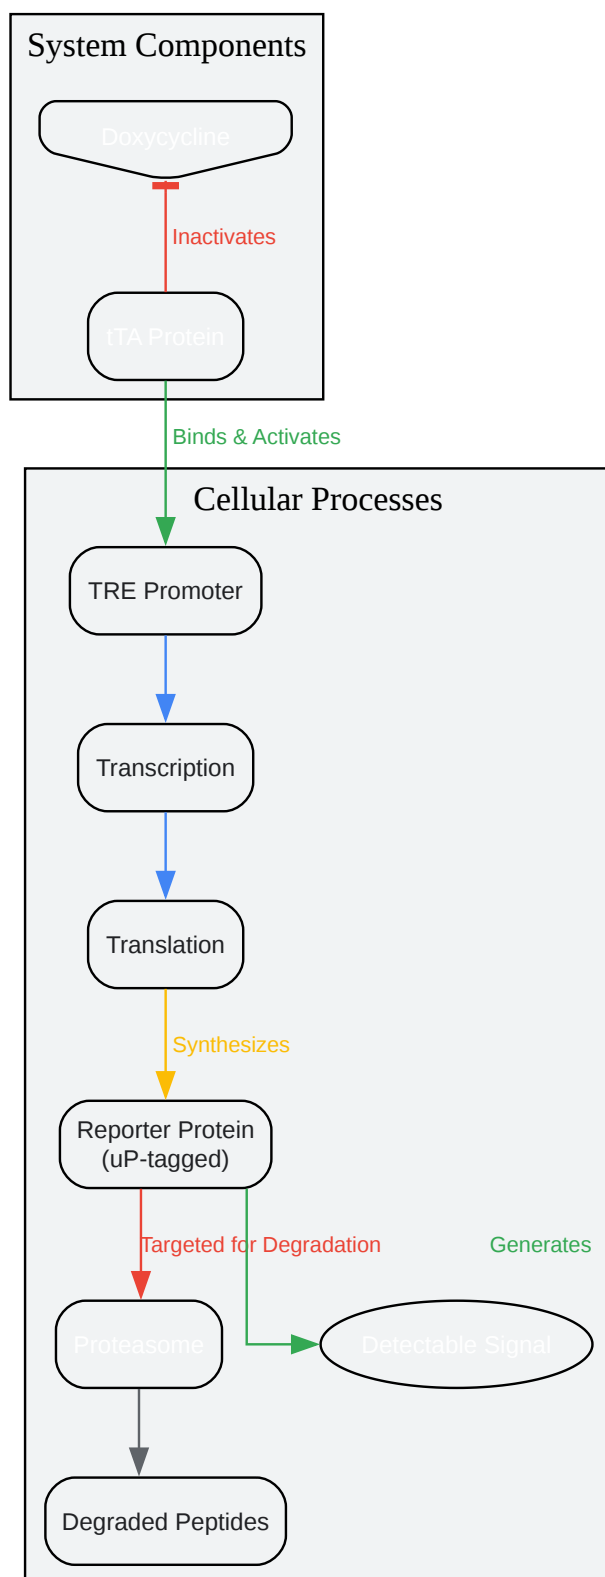 System Components
Doxycycline
Inactivates
tTA Protein
Binds & Activates
Cellular Processes
TRE Promoter
Transcription
Translation
Synthesizes
Reporter Protein
(uP-tagged)
Targeted for Degradation
Generates
Proteasome
Detectable Signal
Degraded Peptides